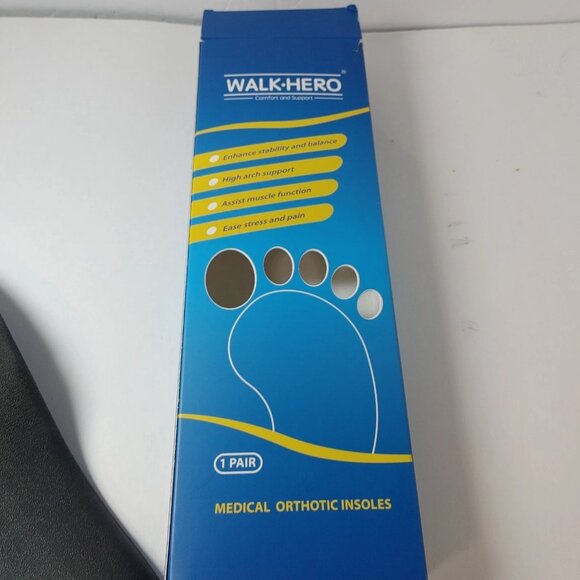 WALK·HERO®
Comfort and Support
Enhance stability and balance
High arch support
Assist muscle function
Ease stress and pain
1 PAIR
MEDICAL ORTHOTIC INSOLES